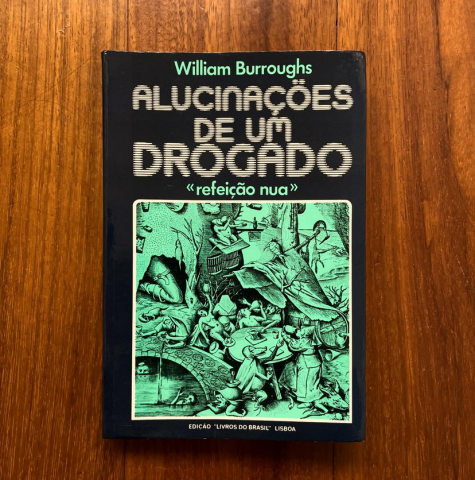 William Burroughs
ALUCINAÇÕES
DE UM
DROGADO
«refeição nua»
EDIÇÃO "LIVROS DO BRASIL" LISBOA